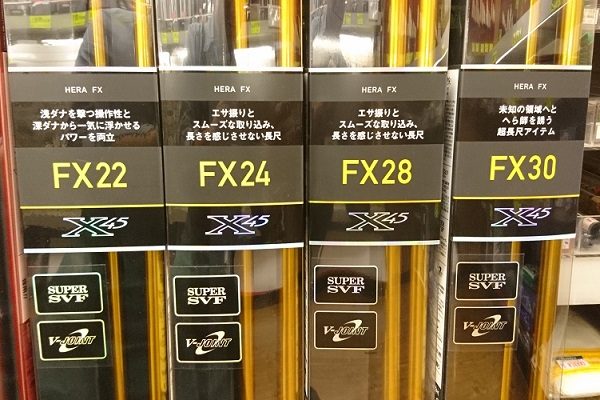 HERA FX
浅ダナを撃つ操作性と
深ダナから一気に浮かせる
パワーを両立
FX22
X45
SUPER
SVF
V-JOINT
HERA FX
エサ振りと
スムーズな取り込み、
長さを感じさせない長尺
FX24
X45
SUPER
SVF
V-JOINT
HERA FX
エサ振りと
スムーズな取り込み、
長さを感じさせない長尺
FX28
X45
SUPER
SVF
V-JOINT
HERA FX
未知の領域へと
へら師を誘う
超長尺アイテム
FX30
X45
SUPER
SVF
V-JOINT